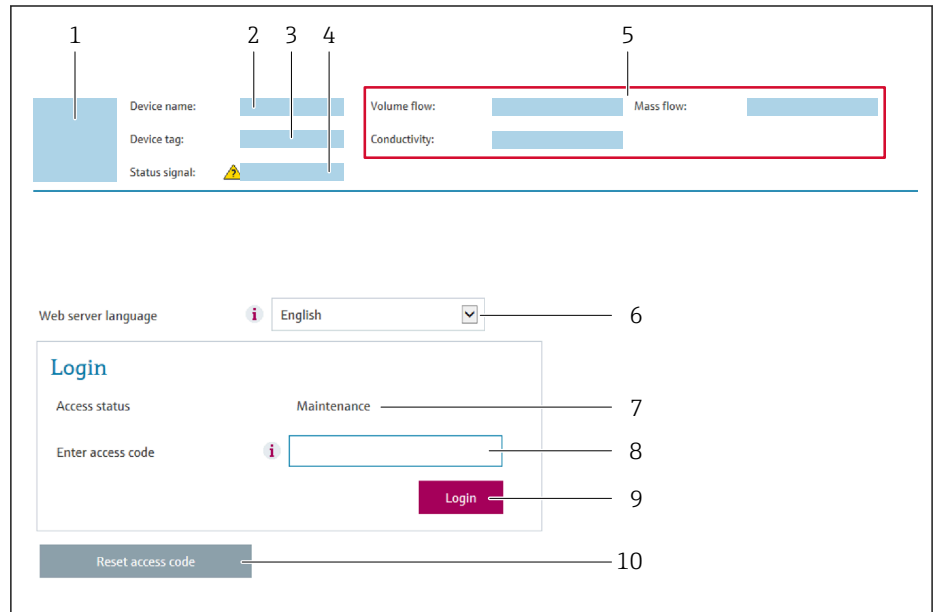 1 2 3 4 5
Device name: Volume flow: Mass flow:
Device tag: Conductivity:
Status signal: ?
Web server language i English 6
Login
Access status Maintenance 7
Enter access code i 8
Login 9
Reset access code 10